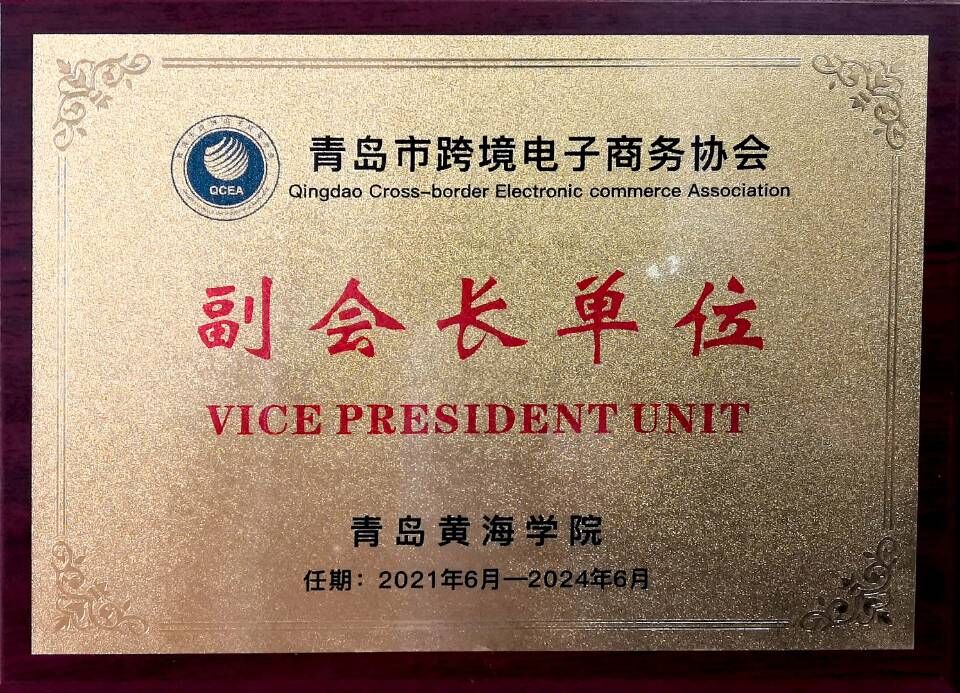 青岛市跨境电子商务协会
QCEA
Qingdao Cross-border Electronic commerce Association
副会长单位
VICE PRESIDENT UNIT
青岛黄海学院
任期：2021年6月—2024年6月